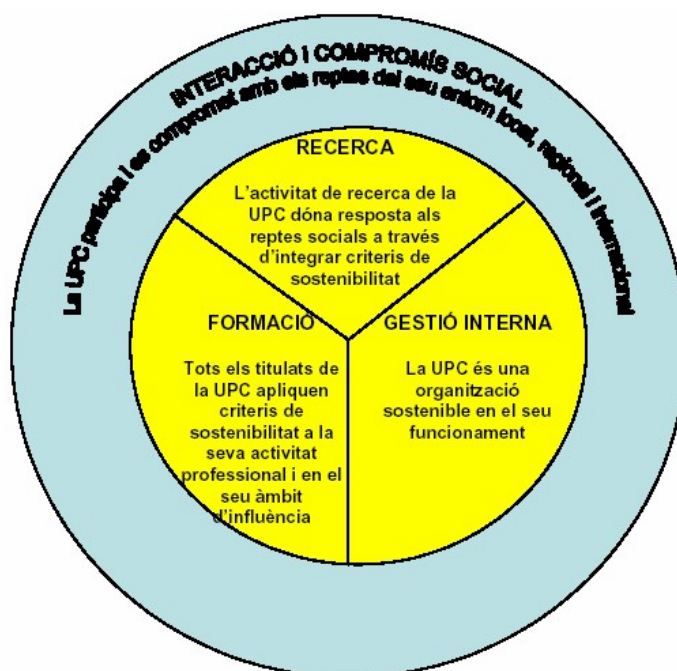 INTERACCIÓ I COMPROMÍS SOCIAL
La UPC participa i es compromet amb els reptes del seu entorn local, regional i internacional
RECERCA
L'activitat de recerca de la
UPC dóna resposta als
reptes socials a través
d'integrar criteris de
sostenibilitat
FORMACIÓ
Tots els titulats de
la UPC apliquen
criteris de
sostenibilitat a la
seva activitat
professional i en el
seu àmbit
d'influència
GESTIÓ INTERNA
La UPC és una
organització
sostenible en el seu
funcionament